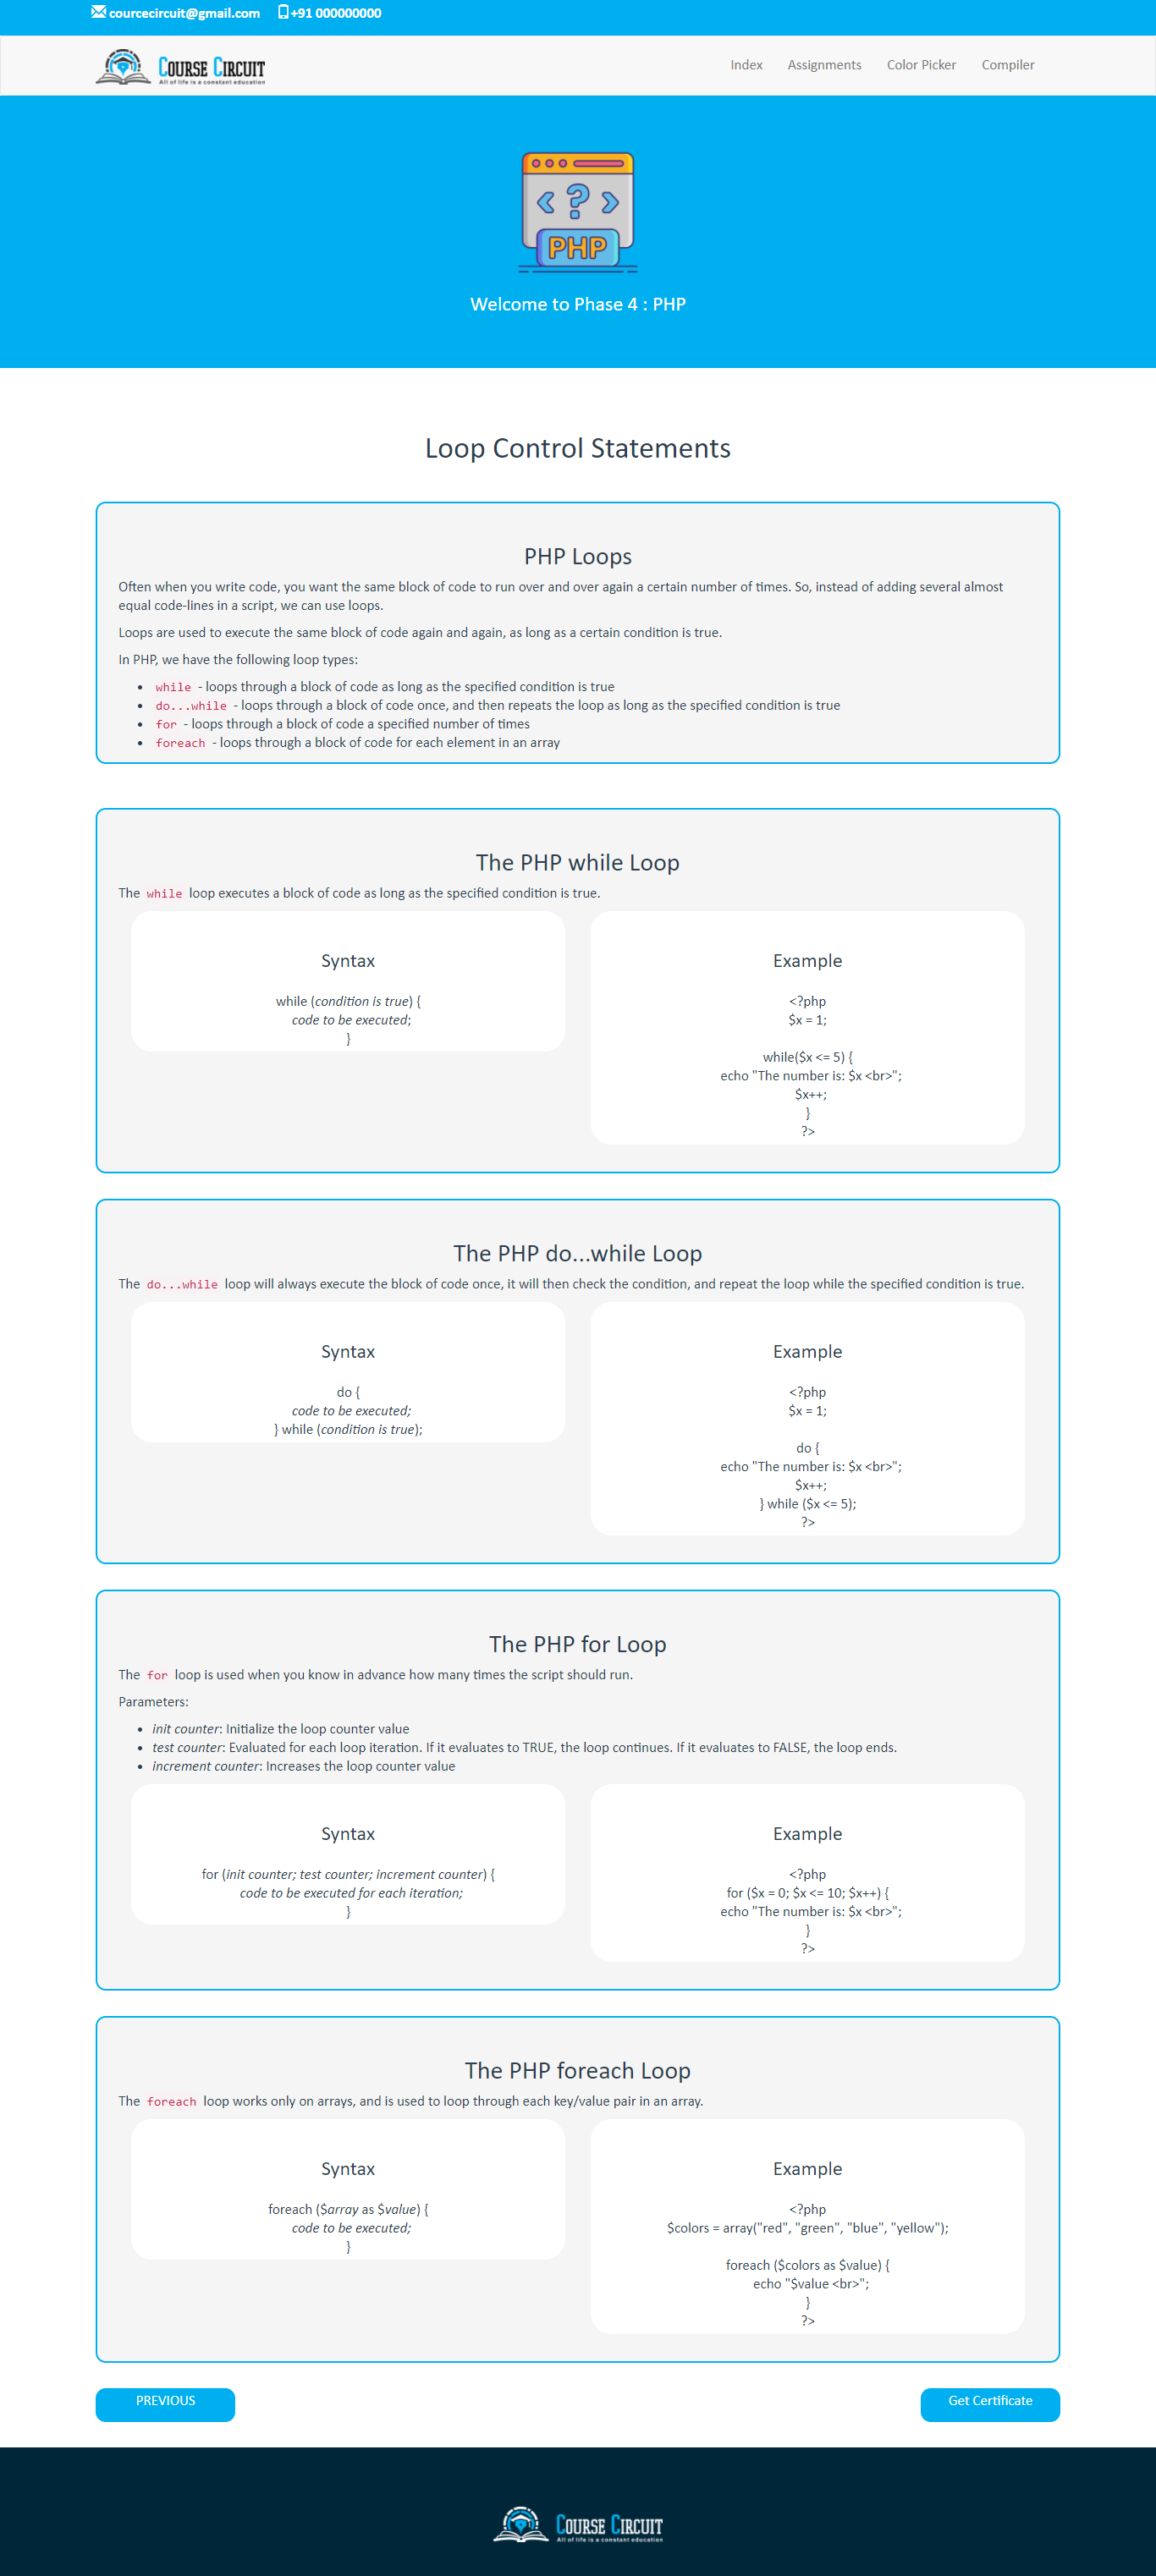 courcecircuit@gmail.com +91 000000000
COURSE CIRCUIT
All of life is a constant education
Index Assignments Color Picker Compiler
< ? >
PHP
Welcome to Phase 4 : PHP
Loop Control Statements
PHP Loops
Often when you write code, you want the same block of code to run over and over again a certain number of times. So, instead of adding several almost
equal code-lines in a script, we can use loops.
Loops are used to execute the same block of code again and again, as long as a certain condition is true.
In PHP, we have the following loop types:
• while - loops through a block of code as long as the specified condition is true
• do...while - loops through a block of code once, and then repeats the loop as long as the specified condition is true
• for - loops through a block of code a specified number of times
• foreach - loops through a block of code for each element in an array
The PHP while Loop
The while loop executes a block of code as long as the specified condition is true.
Syntax
while (condition is true) {
code to be executed;
}
Example
<?php
$x = 1;
while($x <= 5) {
echo "The number is: $x <br>";
$x++;
}
?>
The PHP do...while Loop
The do...while loop will always execute the block of code once, it will then check the condition, and repeat the loop while the specified condition is true.
Syntax
do {
code to be executed;
} while (condition is true);
Example
<?php
$x = 1;
do {
echo "The number is: $x <br>";
$x++;
} while ($x <= 5);
?>
The PHP for Loop
The for loop is used when you know in advance how many times the script should run.
Parameters:
• init counter: Initialize the loop counter value
• test counter: Evaluated for each loop iteration. If it evaluates to TRUE, the loop continues. If it evaluates to FALSE, the loop ends.
• increment counter: Increases the loop counter value
Syntax
for (init counter; test counter; increment counter) {
code to be executed for each iteration;
}
Example
<?php
for ($x = 0; $x <= 10; $x++) {
echo "The number is: $x <br>";
}
?>
The PHP foreach Loop
The foreach loop works only on arrays, and is used to loop through each key/value pair in an array.
Syntax
foreach ($array as $value) {
code to be executed;
}
Example
<?php
$colors = array("red", "green", "blue", "yellow");
foreach ($colors as $value) {
echo "$value <br>";
}
?>
PREVIOUS Get Certificate
COURSE CIRCUIT
All of life is a constant education